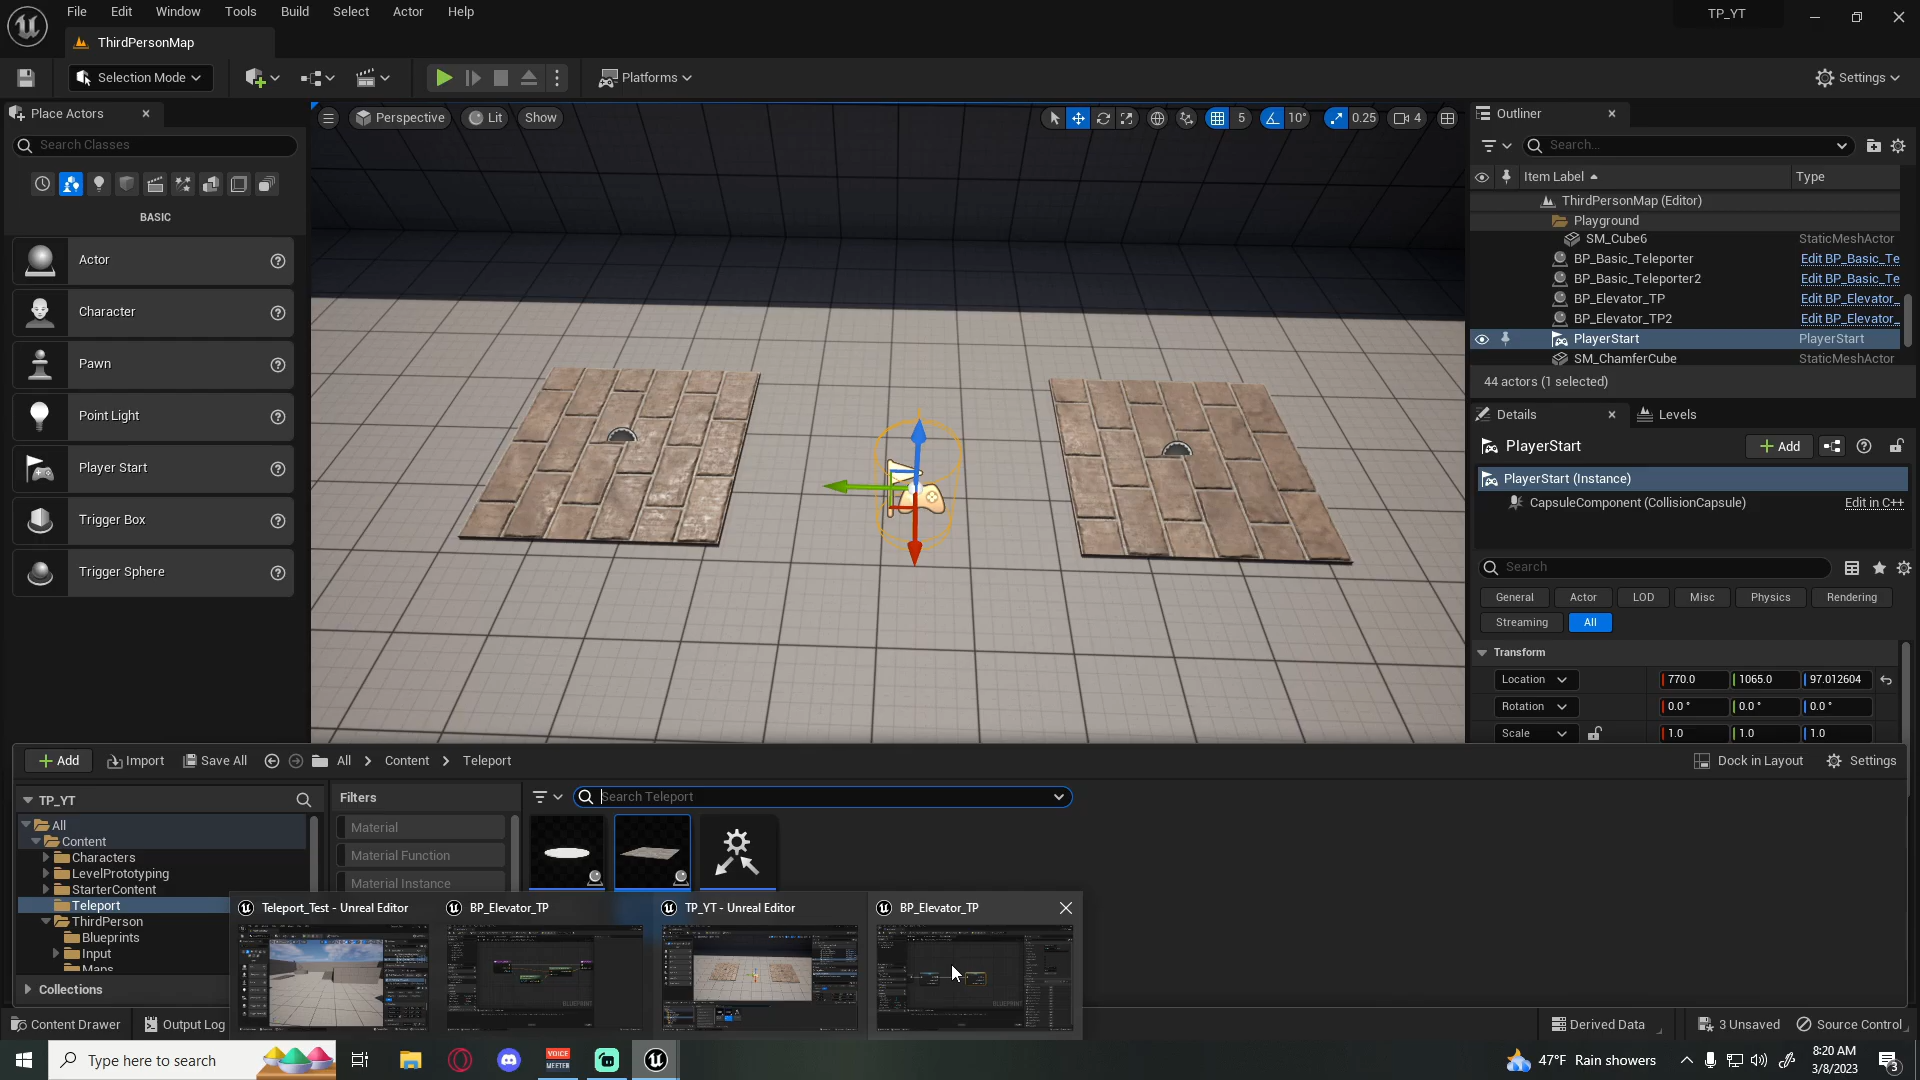 File Edit Window Tools Build Select Actor Help
TP_YT
ThirdPersonMap
Selection Mode
Platforms
Settings
Place Actors
Search Classes
BASIC
Actor
Character
Pawn
Point Light
Player Start
Trigger Box
Trigger Sphere
Perspective Lit Show
5 10° 0.25 4
Outliner
Search...
Item Label Type
ThirdPersonMap (Editor)
Playground
SM_Cube6 StaticMeshActor
BP_Basic_Teleporter Edit BP_Basic_Te
BP_Basic_Teleporter2 Edit BP_Basic_Te
BP_Elevator_TP Edit BP_Elevator_
BP_Elevator_TP2 Edit BP_Elevator_
PlayerStart PlayerStart
SM_ChamferCube StaticMeshActor
44 actors (1 selected)
Details Levels
PlayerStart Add
PlayerStart (Instance)
CapsuleComponent (CollisionCapsule) Edit in C++
Search
General Actor LOD Misc Physics Rendering
Streaming All
Transform
Location 770.0 1065.0 97.012604
Rotation 0.0 ° 0.0 ° 0.0 °
Scale 1.0 1.0 1.0
Add Import Save All All Content Teleport Dock in Layout Settings
TP_YT
All
Content
Characters
LevelPrototyping
StarterContent
Teleport
ThirdPerson
Blueprints
Input
Maps
Collections
Filters
Material
Material Function
Material Instance
Search Teleport
Teleport_Test - Unreal Editor BP_Elevator_TP TP_YT - Unreal Editor BP_Elevator_TP
BLUEPRINT BLUEPRINT
Content Drawer Output Log Derived Data 3 Unsaved Source Control
Type here to search
VOICE
MEETER
47°F Rain showers
8:20 AM
3/8/2023
3